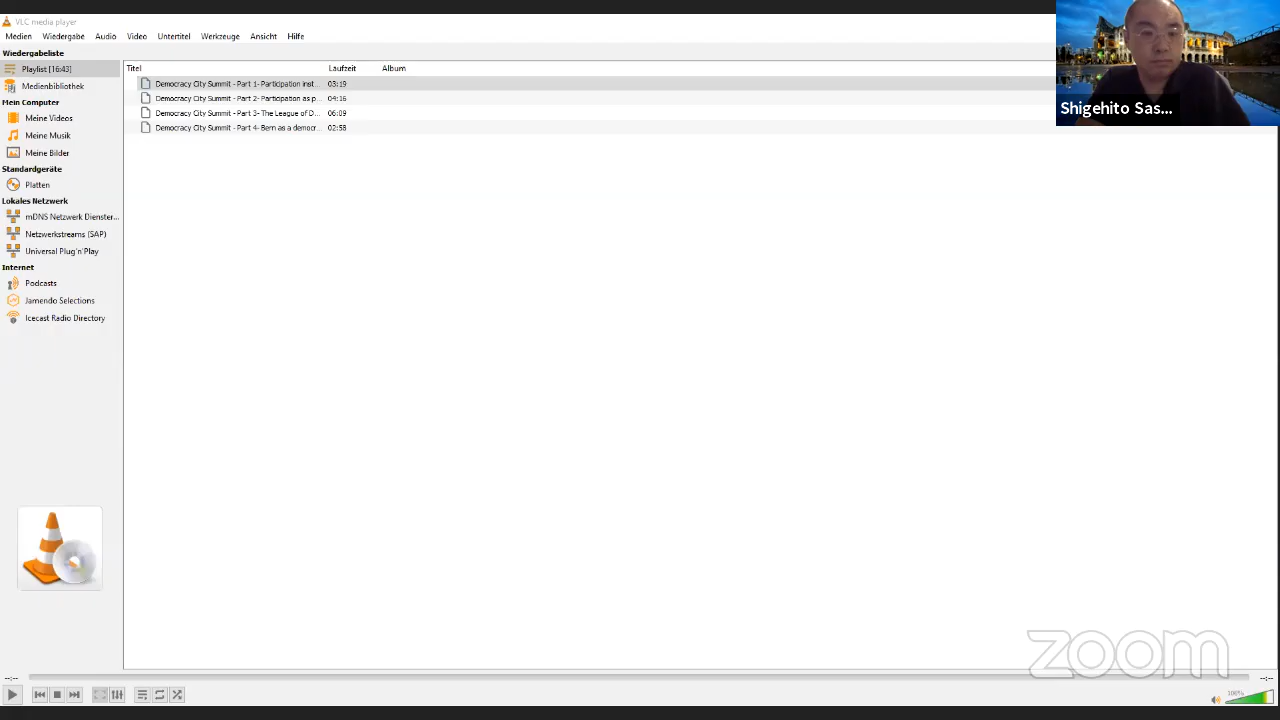 VLC media player
Medien Wiedergabe Audio Video Untertitel Werkzeuge Ansicht Hilfe
Wiedergabeliste
Playlist [16:43]
Medienbibliothek
Mein Computer
Meine Videos
Meine Musik
Meine Bilder
Standardgeräte
Platten
Lokales Netzwerk
mDNS Netzwerk Dienster...
Netzwerkstreams (SAP)
Universal Plug'n'Play
Internet
Podcasts
Jamendo Selections
Icecast Radio Directory
Titel Laufzeit Album
Democracy City Summit - Part 1- Participation inst... 03:19
Democracy City Summit - Part 2- Participation as p... 04:16
Democracy City Summit - Part 3- The League of D... 06:09
Democracy City Summit - Part 4- Bern as a democr... 02:58
Shigehito Sas...
zoom
--:-- --:--
100%